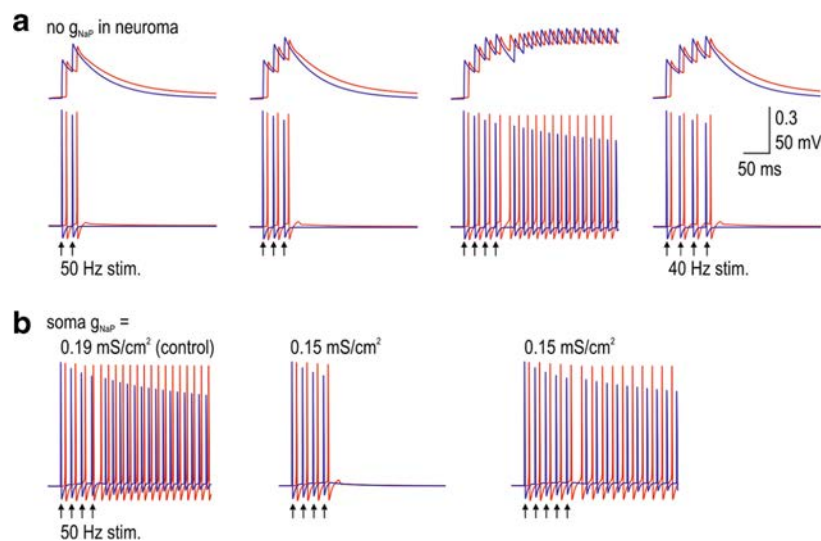 a
no gNaP in neuroma
0.3
50 mV
50 ms
50 Hz stim.
40 Hz stim.
b
soma gNaP =
0.19 mS/cm² (control)
0.15 mS/cm²
0.15 mS/cm²
50 Hz stim.